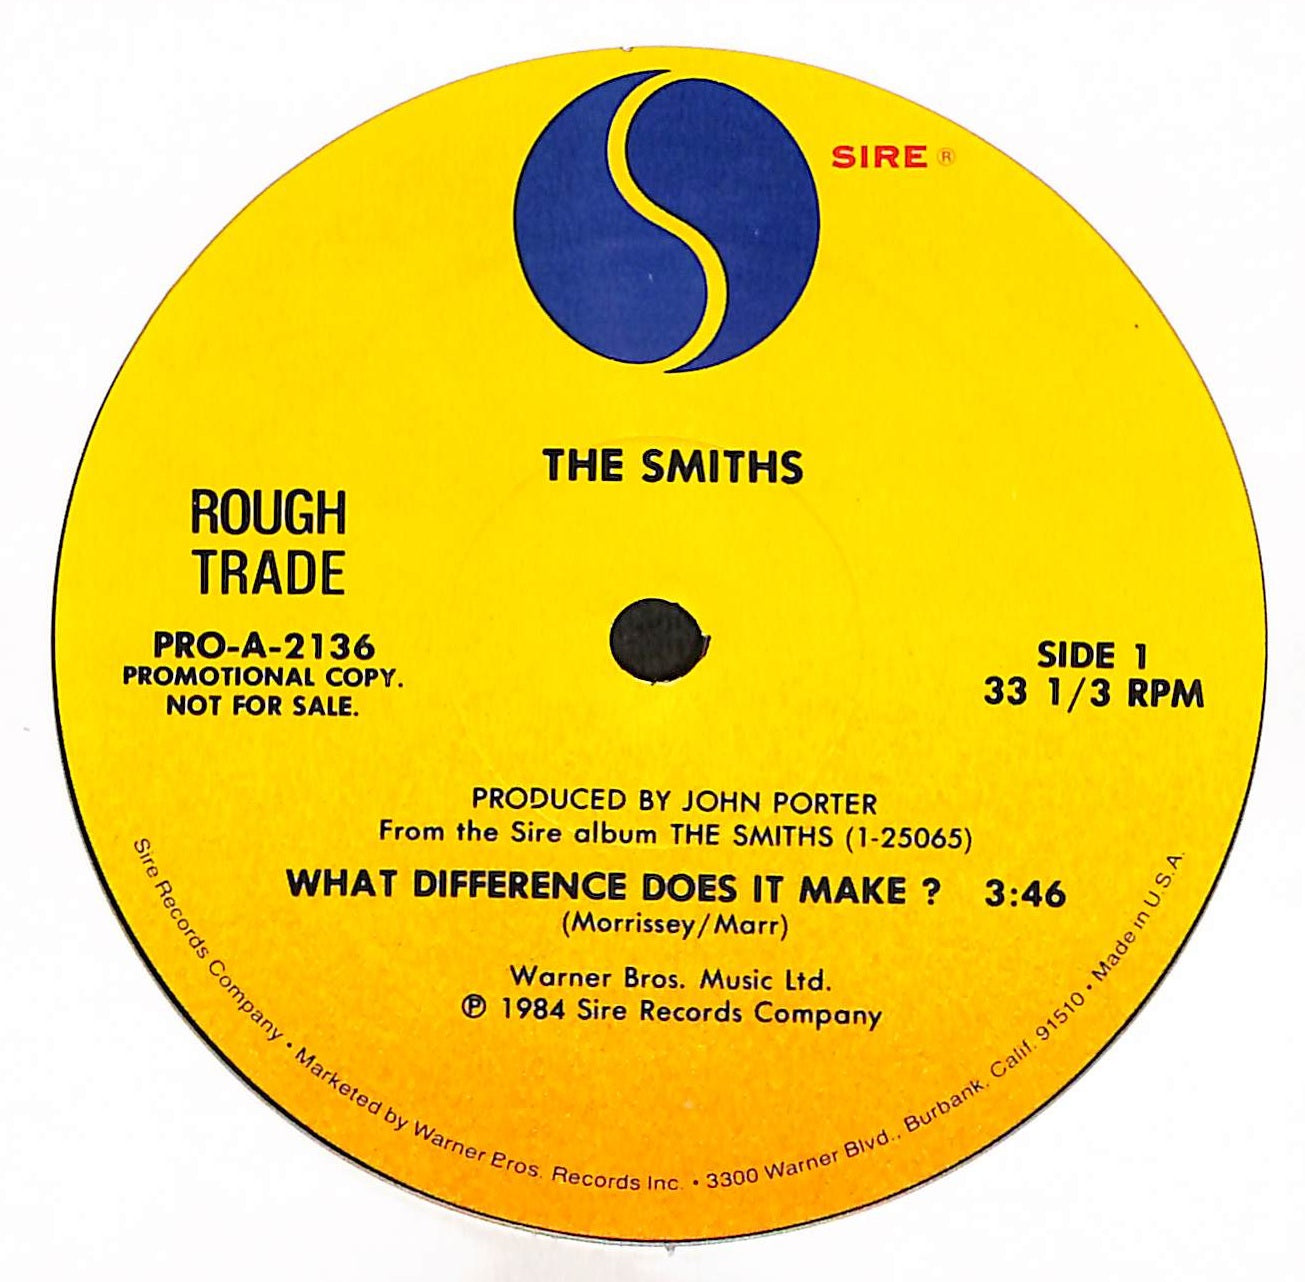 SIRE ®
THE SMITHS
ROUGH
TRADE
PRO-A-2136
PROMOTIONAL COPY.
NOT FOR SALE.
SIDE 1
33 1/3 RPM
PRODUCED BY JOHN PORTER
From the Sire album THE SMITHS (1-25065)
WHAT DIFFERENCE DOES IT MAKE ? 3:46
(Morrissey/Marr)
Warner Bros. Music Ltd.
℗ 1984 Sire Records Company
Sire Records Company • Marketed by Warner Bros. Records Inc. • 3300 Warner Blvd., Burbank, Calif. 91510 • Made in U.S.A.